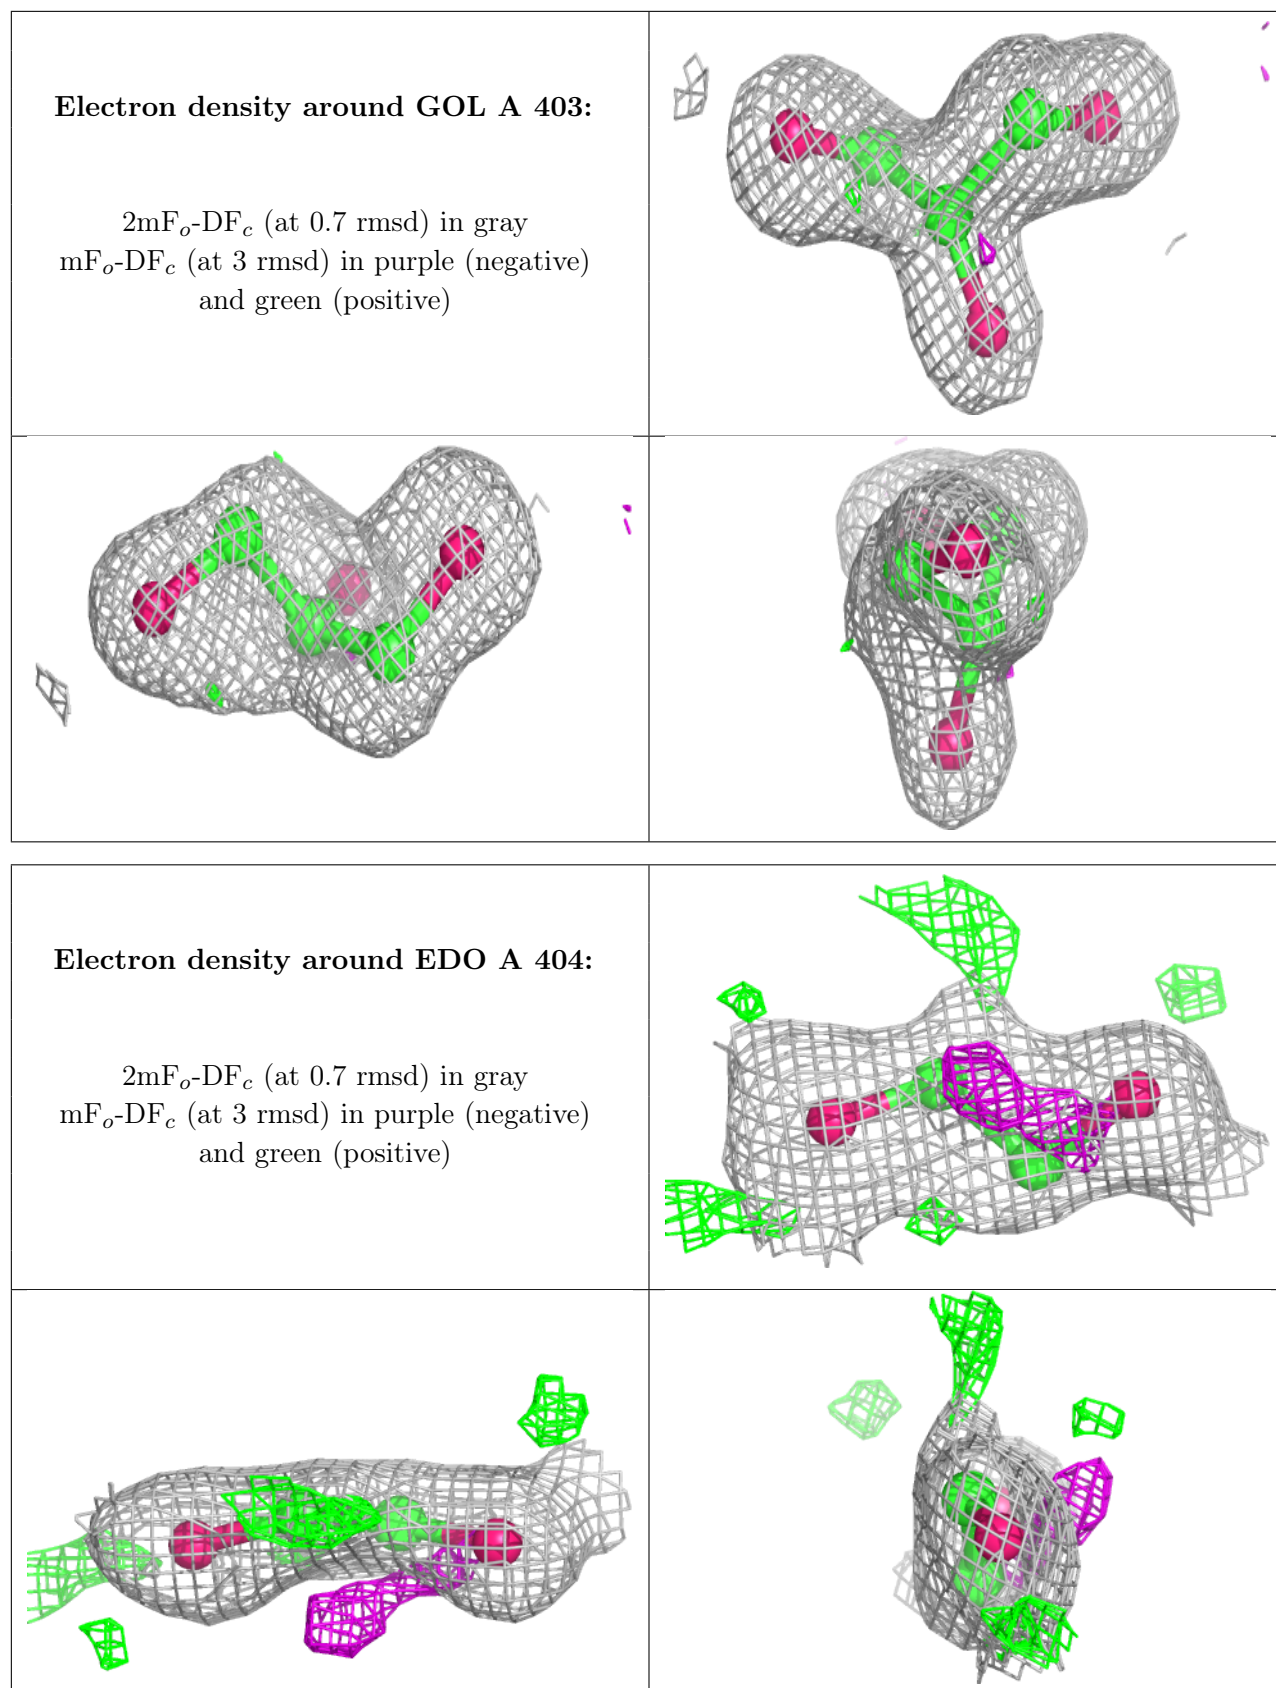 Electron density around GOL A 403:
2mFo-DFc (at 0.7 rmsd) in gray
mFo-DFc (at 3 rmsd) in purple (negative)
and green (positive)
Electron density around EDO A 404:
2mFo-DFc (at 0.7 rmsd) in gray
mFo-DFc (at 3 rmsd) in purple (negative)
and green (positive)